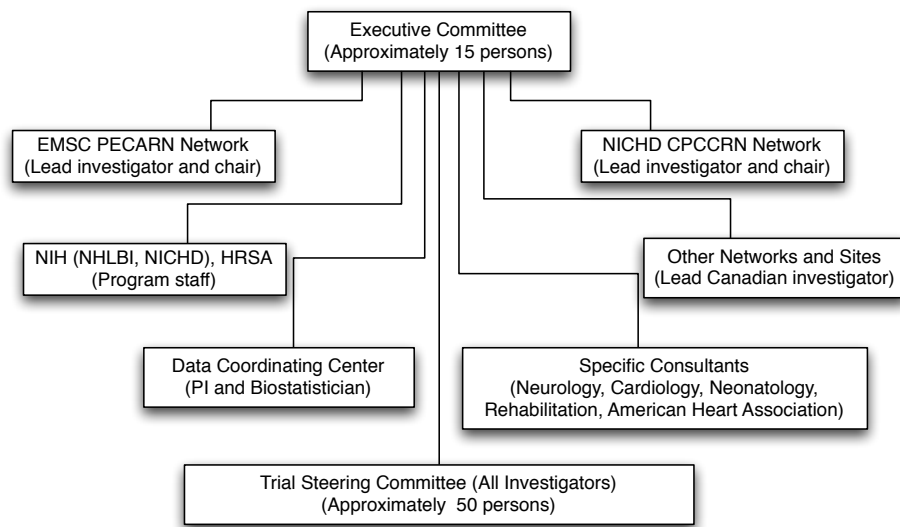 Executive Committee
(Approximately 15 persons)
EMSC PECARN Network
(Lead investigator and chair)
NICHD CPCCRN Network
(Lead investigator and chair)
NIH (NHLBI, NICHD), HRSA
(Program staff)
Other Networks and Sites
(Lead Canadian investigator)
Data Coordinating Center
(PI and Biostatistician)
Specific Consultants
(Neurology, Cardiology, Neonatology,
Rehabilitation, American Heart Association)
Trial Steering Committee (All Investigators)
(Approximately 50 persons)